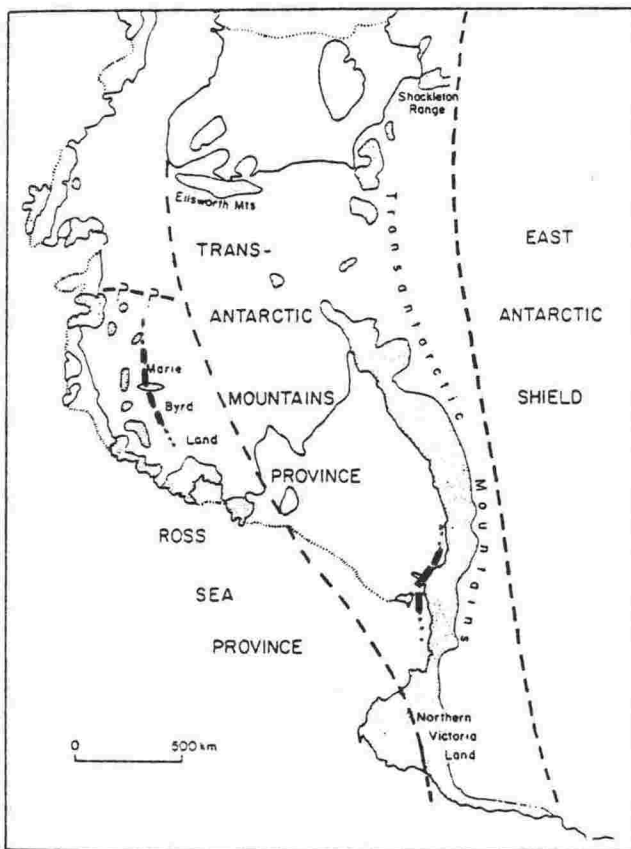 Shackleton
Range
Ellsworth Mts
TRANS-
ANTARCTIC
MOUNTAINS
PROVINCE
Transantarctic
Mountains
EAST
ANTARCTIC
SHIELD
Marie
Byrd
Land
ROSS
SEA
PROVINCE
Northern
Victoria
Land
0 500 km